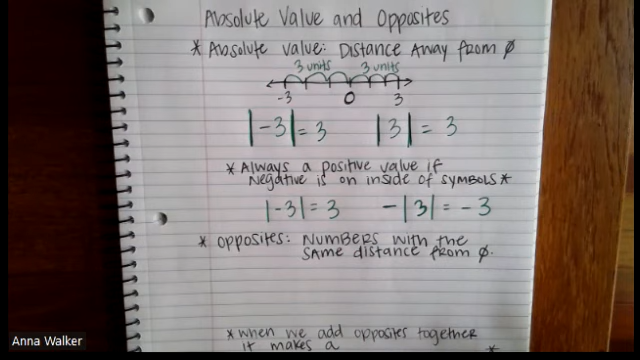 Absolute Value and Opposites
* Absolute Value: Distance Away from 0
3 units 3 units
-3 0 3
|-3| = 3 |3| = 3
* Always a positive value if
Negative is on inside of SYMBOLS *
|-3| = 3 -|3| = -3
* Opposites: Numbers with the
same distance from 0.
* when we add opposites together
it makes a *
Anna Walker